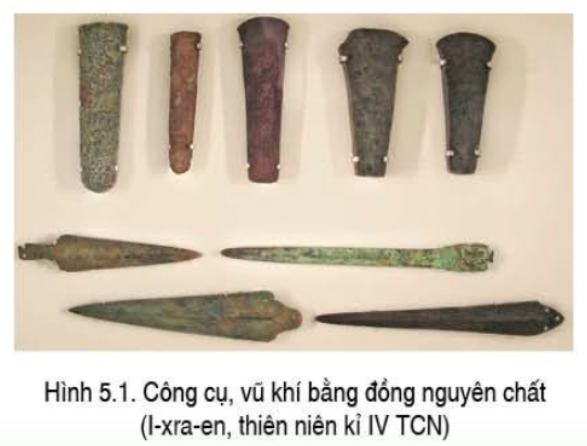 Hình 5.1. Công cụ, vũ khí bằng đồng nguyên chất
(I-xra-en, thiên niên kỉ IV TCN)